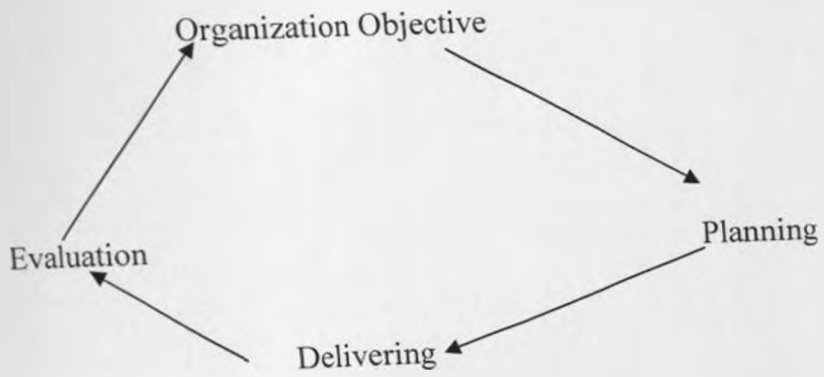 Organization Objective
Planning
Delivering
Evaluation